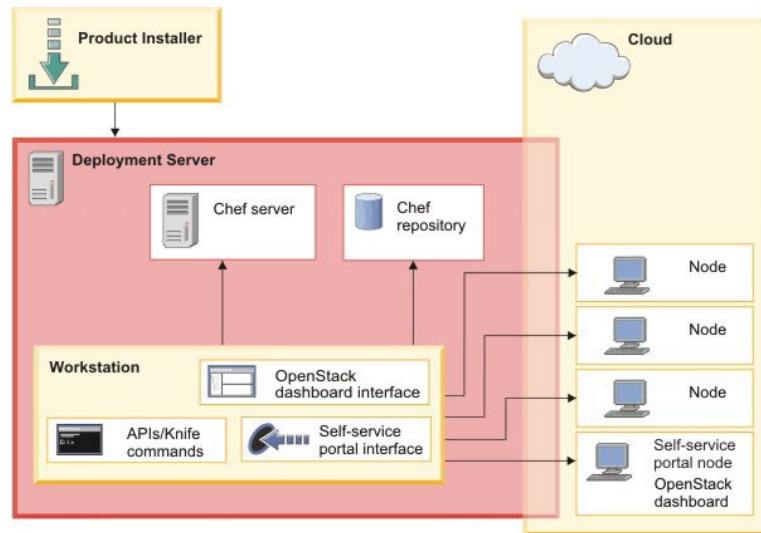 Product Installer
Cloud
Deployment Server
Chef server
Chef
repository
Node
Node
Node
Workstation
OpenStack
dashboard interface
APIs/Knife
commands
Self-service
portal interface
Self-service
portal node
OpenStack
dashboard